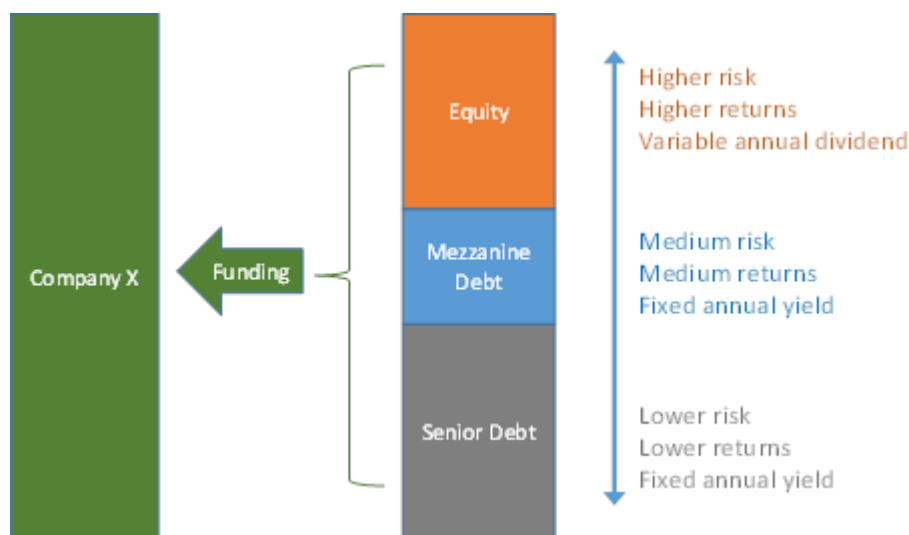 Company X
Funding
Equity
Mezzanine
Debt
Senior Debt
Higher risk
Higher returns
Variable annual dividend
Medium risk
Medium returns
Fixed annual yield
Lower risk
Lower returns
Fixed annual yield